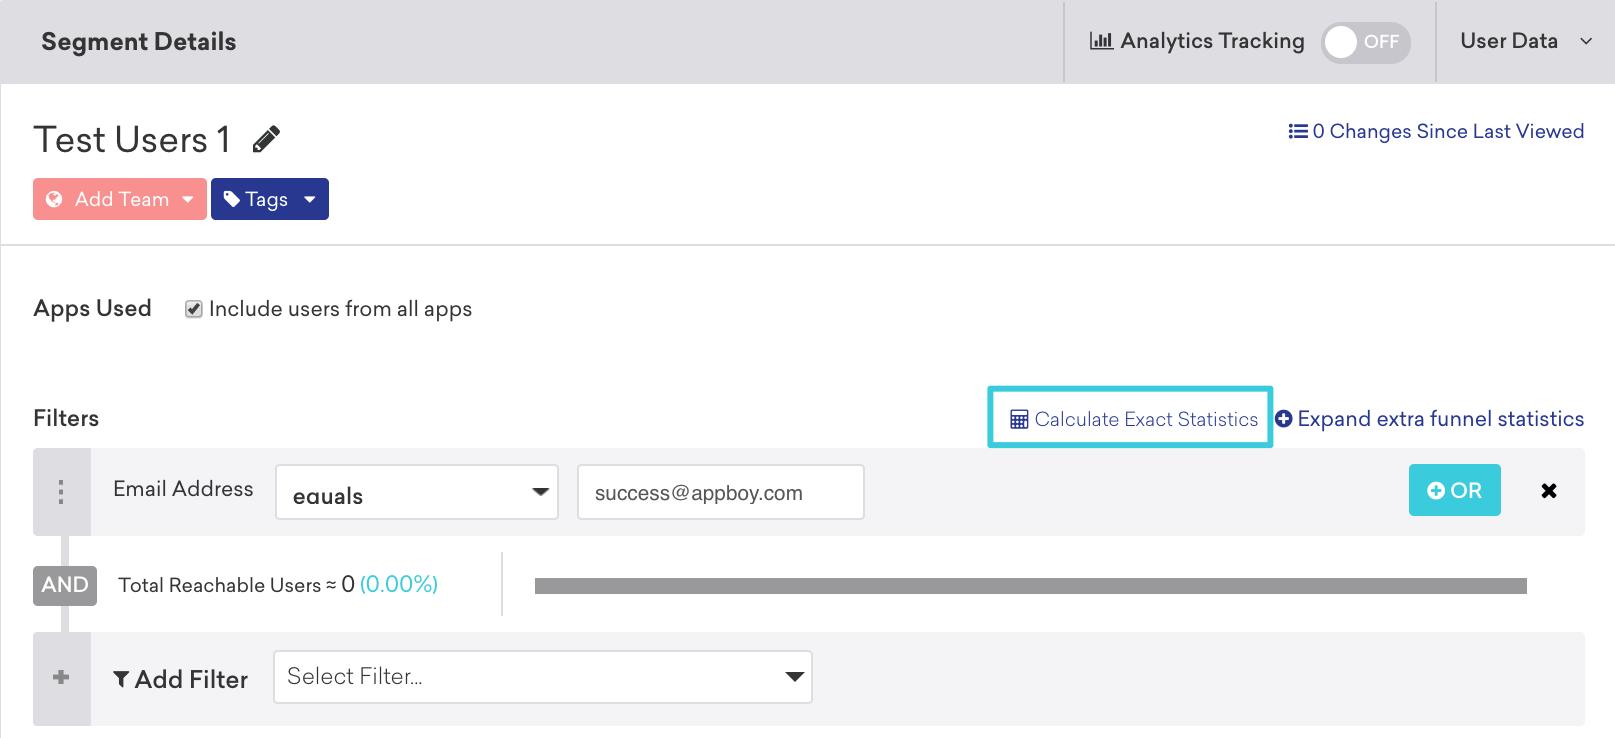 Segment Details
Analytics Tracking OFF User Data
Test Users 1
0 Changes Since Last Viewed
Add Team Tags
Apps Used Include users from all apps
Filters Calculate Exact Statistics Expand extra funnel statistics
Email Address equals success@appboy.com OR
AND Total Reachable Users ≈ 0 (0.00%)
Add Filter Select Filter...